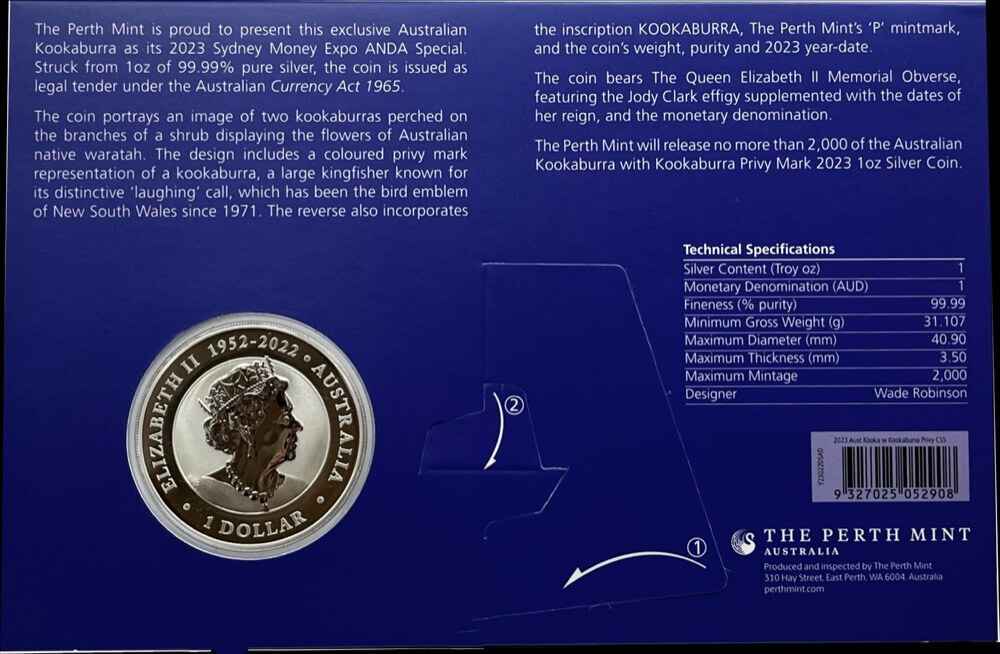 The Perth Mint is proud to present this exclusive Australian
Kookaburra as its 2023 Sydney Money Expo ANDA Special.
Struck from 1oz of 99.99% pure silver, the coin is issued as
legal tender under the Australian Currency Act 1965.
The coin portrays an image of two kookaburras perched on
the branches of a shrub displaying the flowers of Australian
native waratah. The design includes a coloured privy mark
representation of a kookaburra, a large kingfisher known for
its distinctive ‘laughing’ call, which has been the bird emblem
of New South Wales since 1971. The reverse also incorporates
the inscription KOOKABURRA, The Perth Mint’s ‘P’ mintmark,
and the coin’s weight, purity and 2023 year-date.
The coin bears The Queen Elizabeth II Memorial Obverse,
featuring the Jody Clark effigy supplemented with the dates of
her reign, and the monetary denomination.
The Perth Mint will release no more than 2,000 of the Australian
Kookaburra with Kookaburra Privy Mark 2023 1oz Silver Coin.
Technical Specifications
Silver Content (Troy oz) 1
Monetary Denomination (AUD) 1
Fineness (% purity) 99.99
Minimum Gross Weight (g) 31.107
Maximum Diameter (mm) 40.90
Maximum Thickness (mm) 3.50
Maximum Mintage 2,000
Designer Wade Robinson
ELIZABETH II 1952-2022 • AUSTRALIA
• 1 DOLLAR •
②
①
2023 Aust Kooka w Kookaburra Privy CSS
9 327025 052908
THE PERTH MINT
AUSTRALIA
Produced and inspected by The Perth Mint
310 Hay Street, East Perth, WA 6004, Australia
perthmint.com